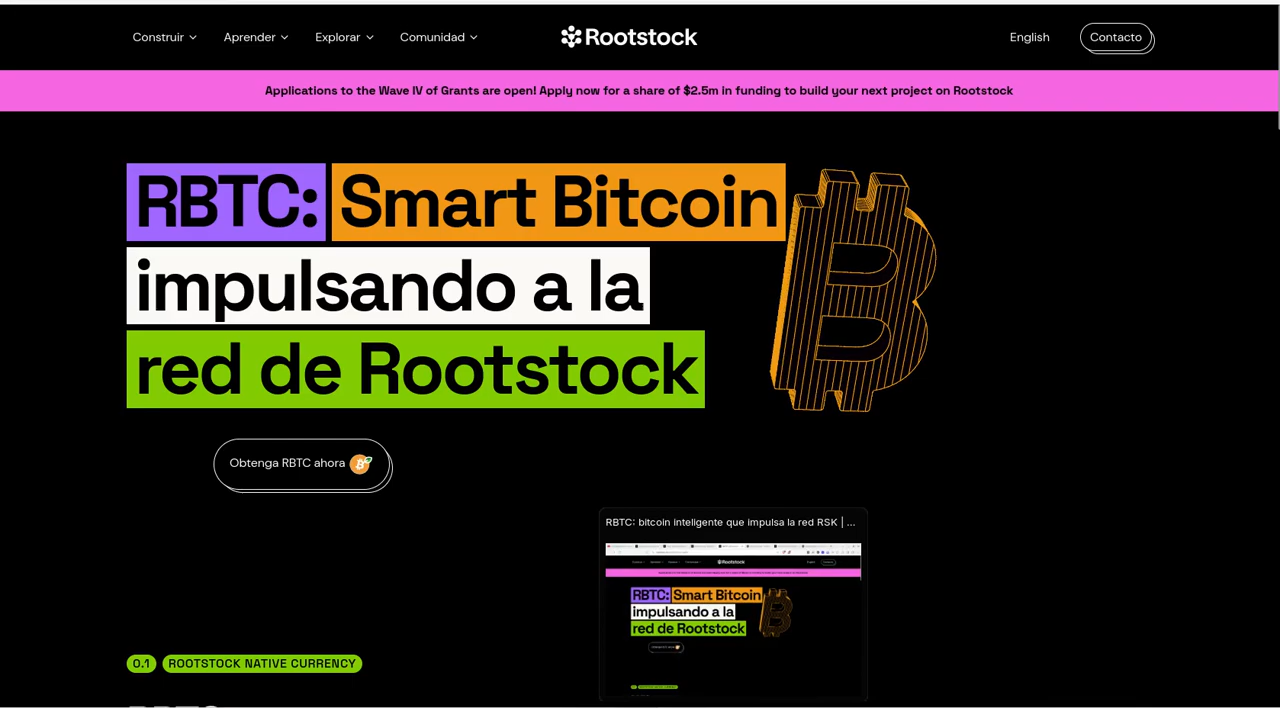 Construir
Aprender
Explorar
Comunidad
Rootstock
English
Contacto
Applications to the Wave IV of Grants are open! Apply now for a share of $2.5m in funding to build your next project on Rootstock
RBTC: Smart Bitcoin
impulsando a la
red de Rootstock
Obtenga RBTC ahora
RBTC: bitcoin inteligente que impulsa la red RSK | ...
Rootstock
RBTC: Smart Bitcoin
impulsando a la
red de Rootstock
0.1 ROOTSTOCK NATIVE CURRENCY